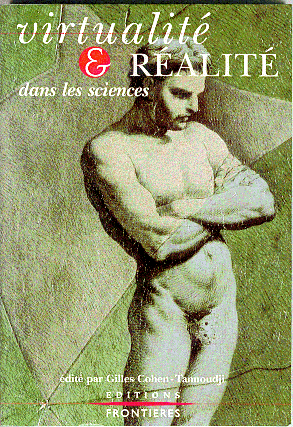 virtualité
& RÉALITÉ
dans les sciences
édité par Gilles Cohen-Tannoudji
EDITIONS
FRONTIERES